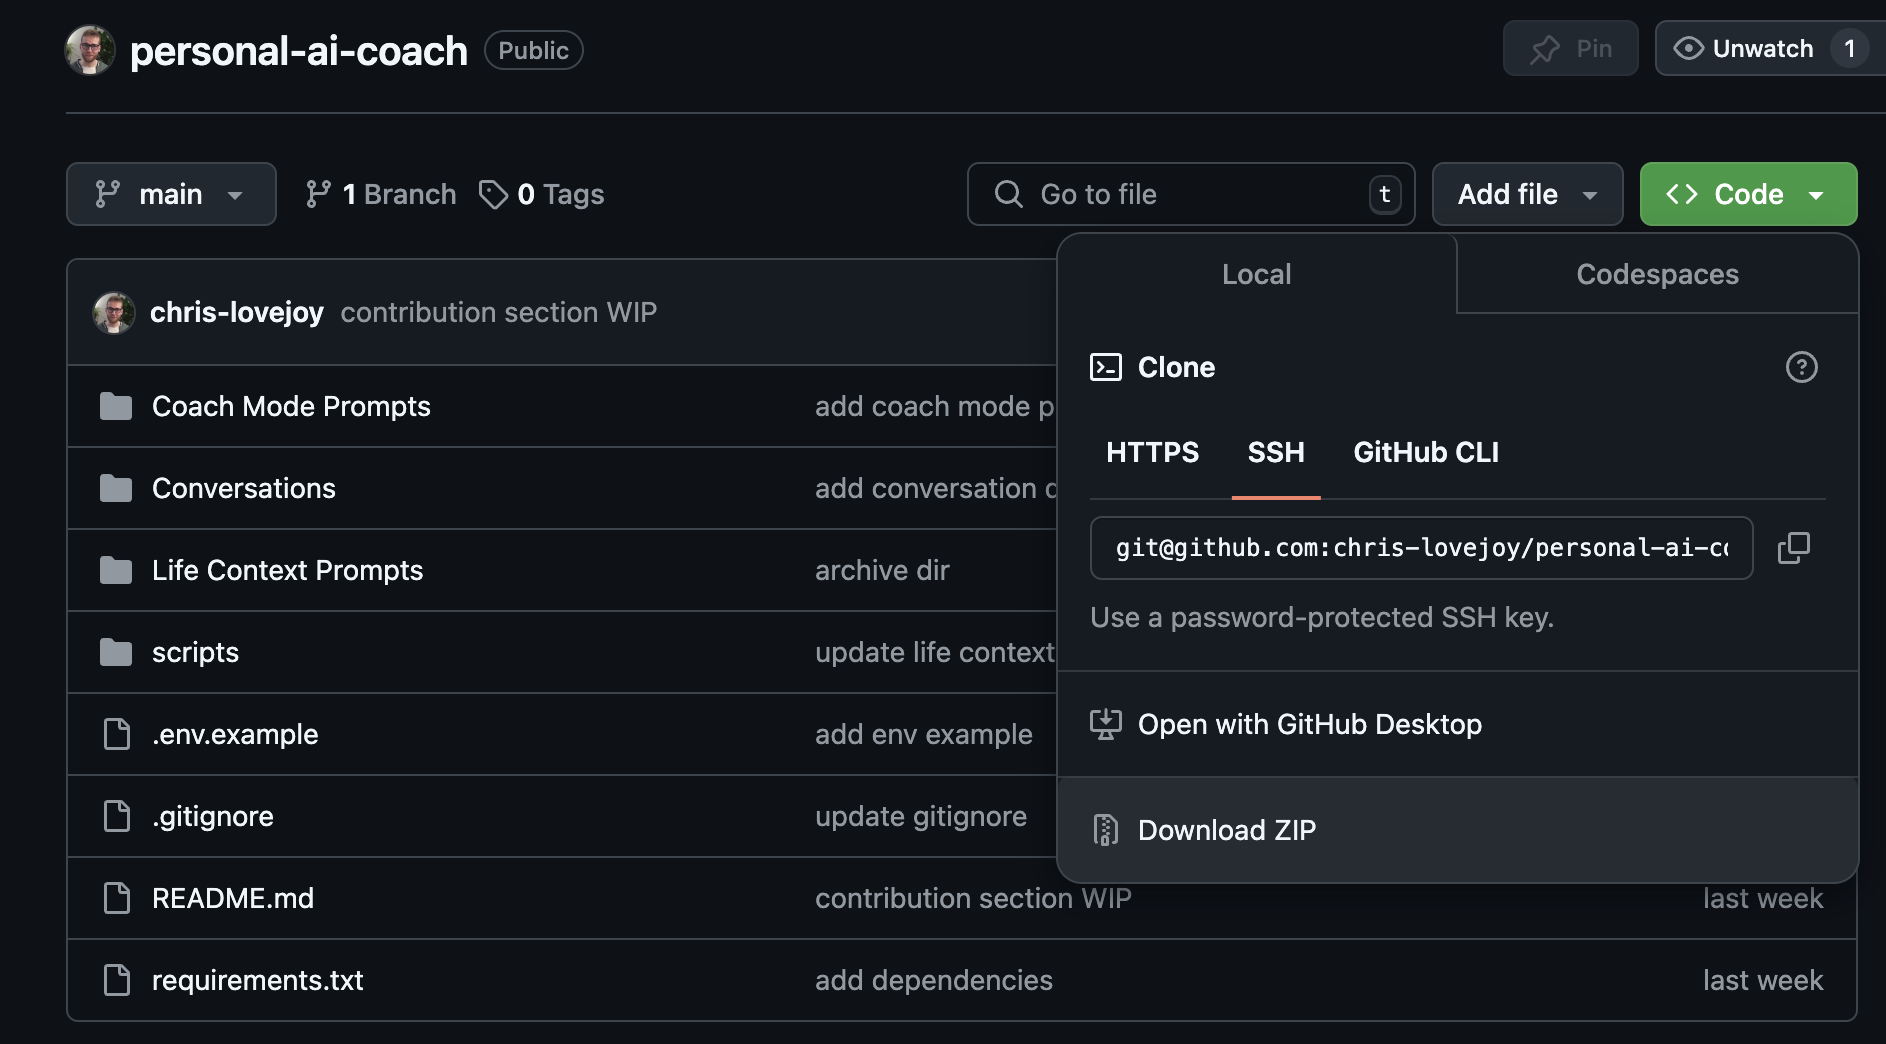 personal-ai-coach Public Pin Unwatch 1
main 1 Branch 0 Tags Go to file t Add file Code
Local Codespaces
chris-lovejoy contribution section WIP
Clone
Coach Mode Prompts add coach mode p
HTTPS SSH GitHub CLI
Conversations add conversation
git@github.com:chris-lovejoy/personal-ai-co
Life Context Prompts archive dir
Use a password-protected SSH key.
scripts update life context
Open with GitHub Desktop
.env.example add env example
.gitignore update gitignore
Download ZIP
README.md contribution section WIP last week
requirements.txt add dependencies last week